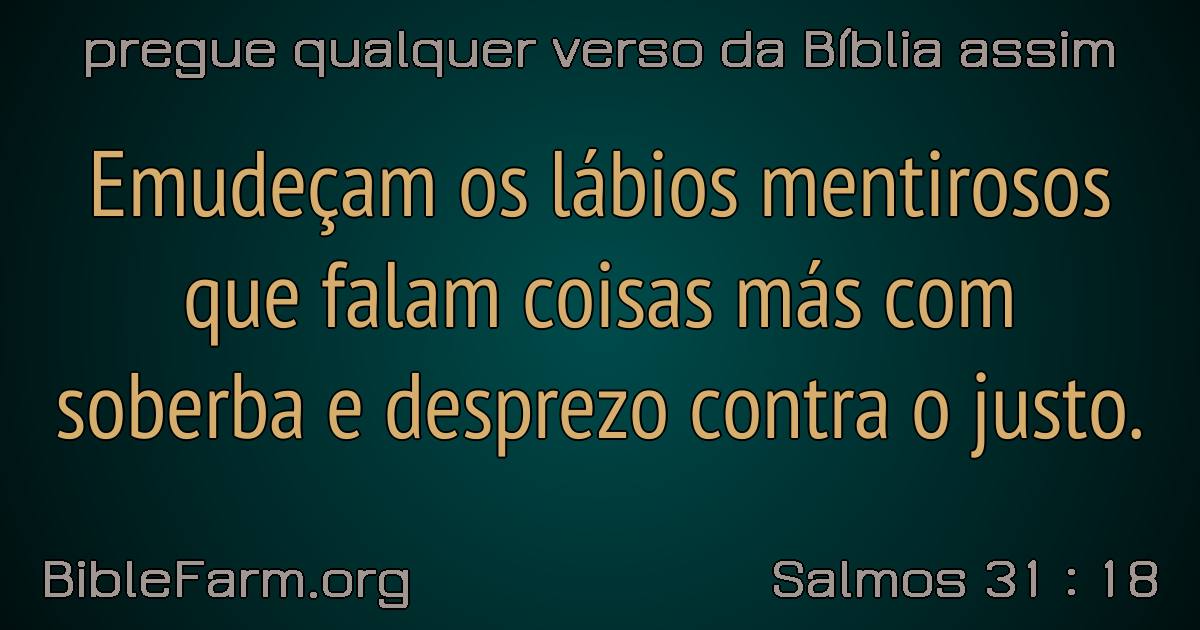 pregue qualquer verso da Bíblia assim
Emudeçam os lábios mentirosos
que falam coisas más com
soberba e desprezo contra o justo.
BibleFarm.org
Salmos 31 : 18